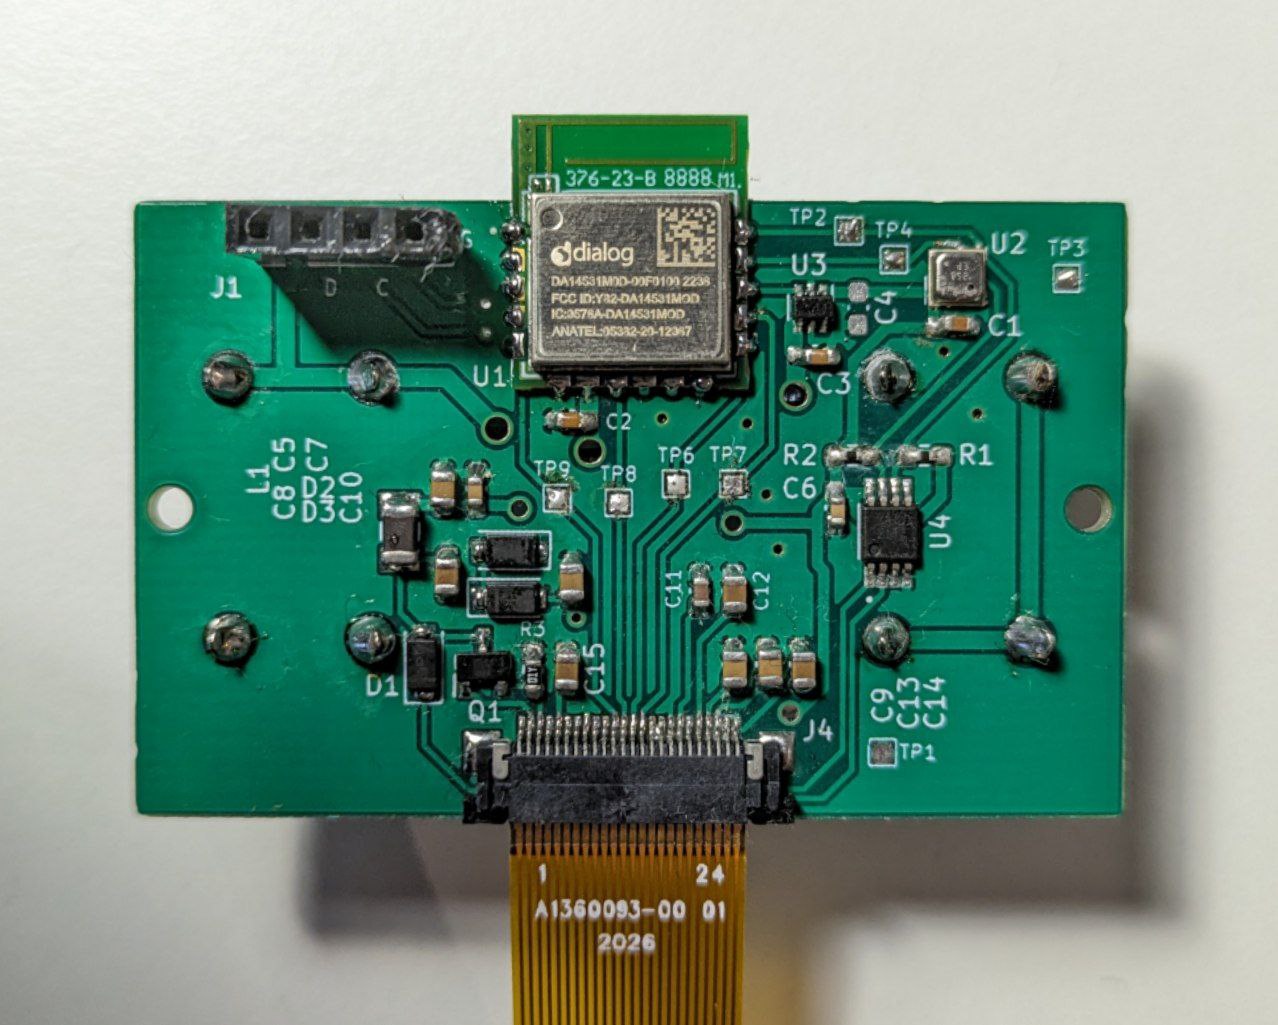 376-23-B 8888 M1.
dialog
DA14531MOD-00F0100 2238
FCC ID:Y82-DA14531MOD
IC:9576A-DA14531MOD
ANATEL:05382-20-12367
TP2
TP4
U2
TP3
U3
J1
D C
C4
C1
U1
C3
C2
L1
C8 C5
D2 C7
D3 C10
R2
R1
TP9
TP8
TP6
TP7
C6
U4
C11
C12
R3
C15
D1
Q1
J4
C9
C13
C14
TP1
1 24
A1360093-00 01
2026